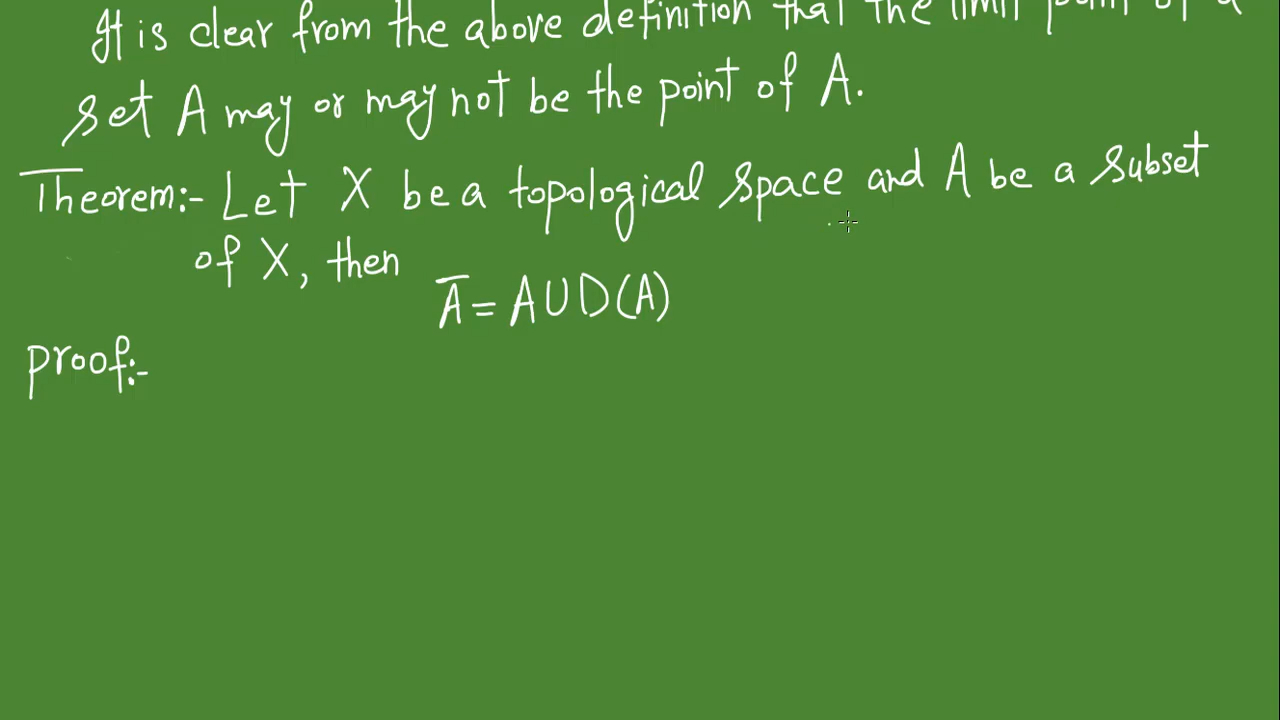 It is clear from the above definition that the limit point of a
set A may or may not be the point of A.
Theorem:- Let X be a topological space and A be a subset
of X, then
A̅ = A ∪ D(A)
Proof:-